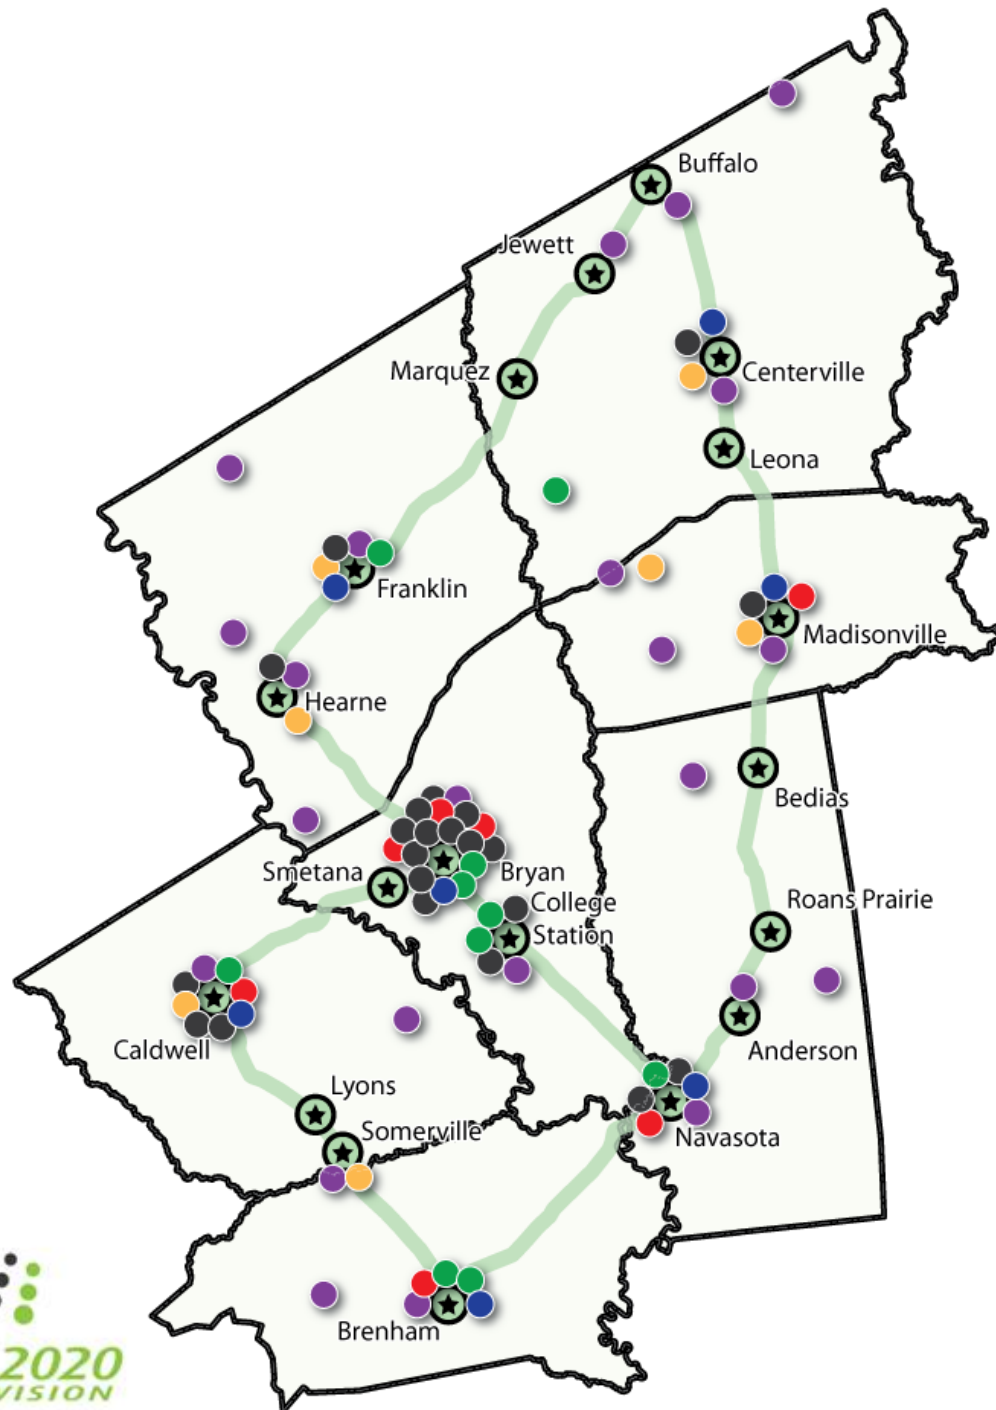 Buffalo
Jewett
Marquez
Centerville
Leona
Franklin
Madisonville
Hearne
Bedias
Smetana
Bryan
Roans Prairie
College
Station
Caldwell
Anderson
Lyons
Somerville
Navasota
Brenham
2020
VISION